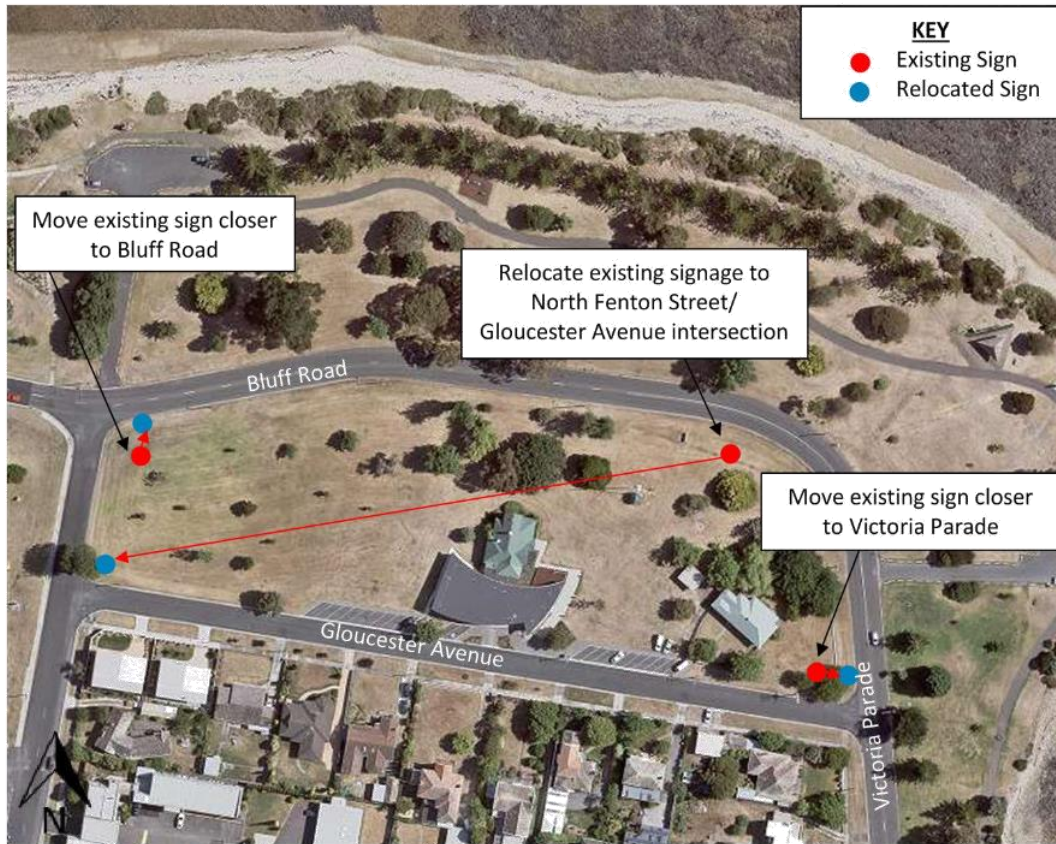 KEY
Existing Sign
Relocated Sign
Move existing sign closer
to Bluff Road
Relocate existing signage to
North Fenton Street/
Gloucester Avenue intersection
Bluff Road
Move existing sign closer
to Victoria Parade
Gloucester Avenue
Victoria Parade
N